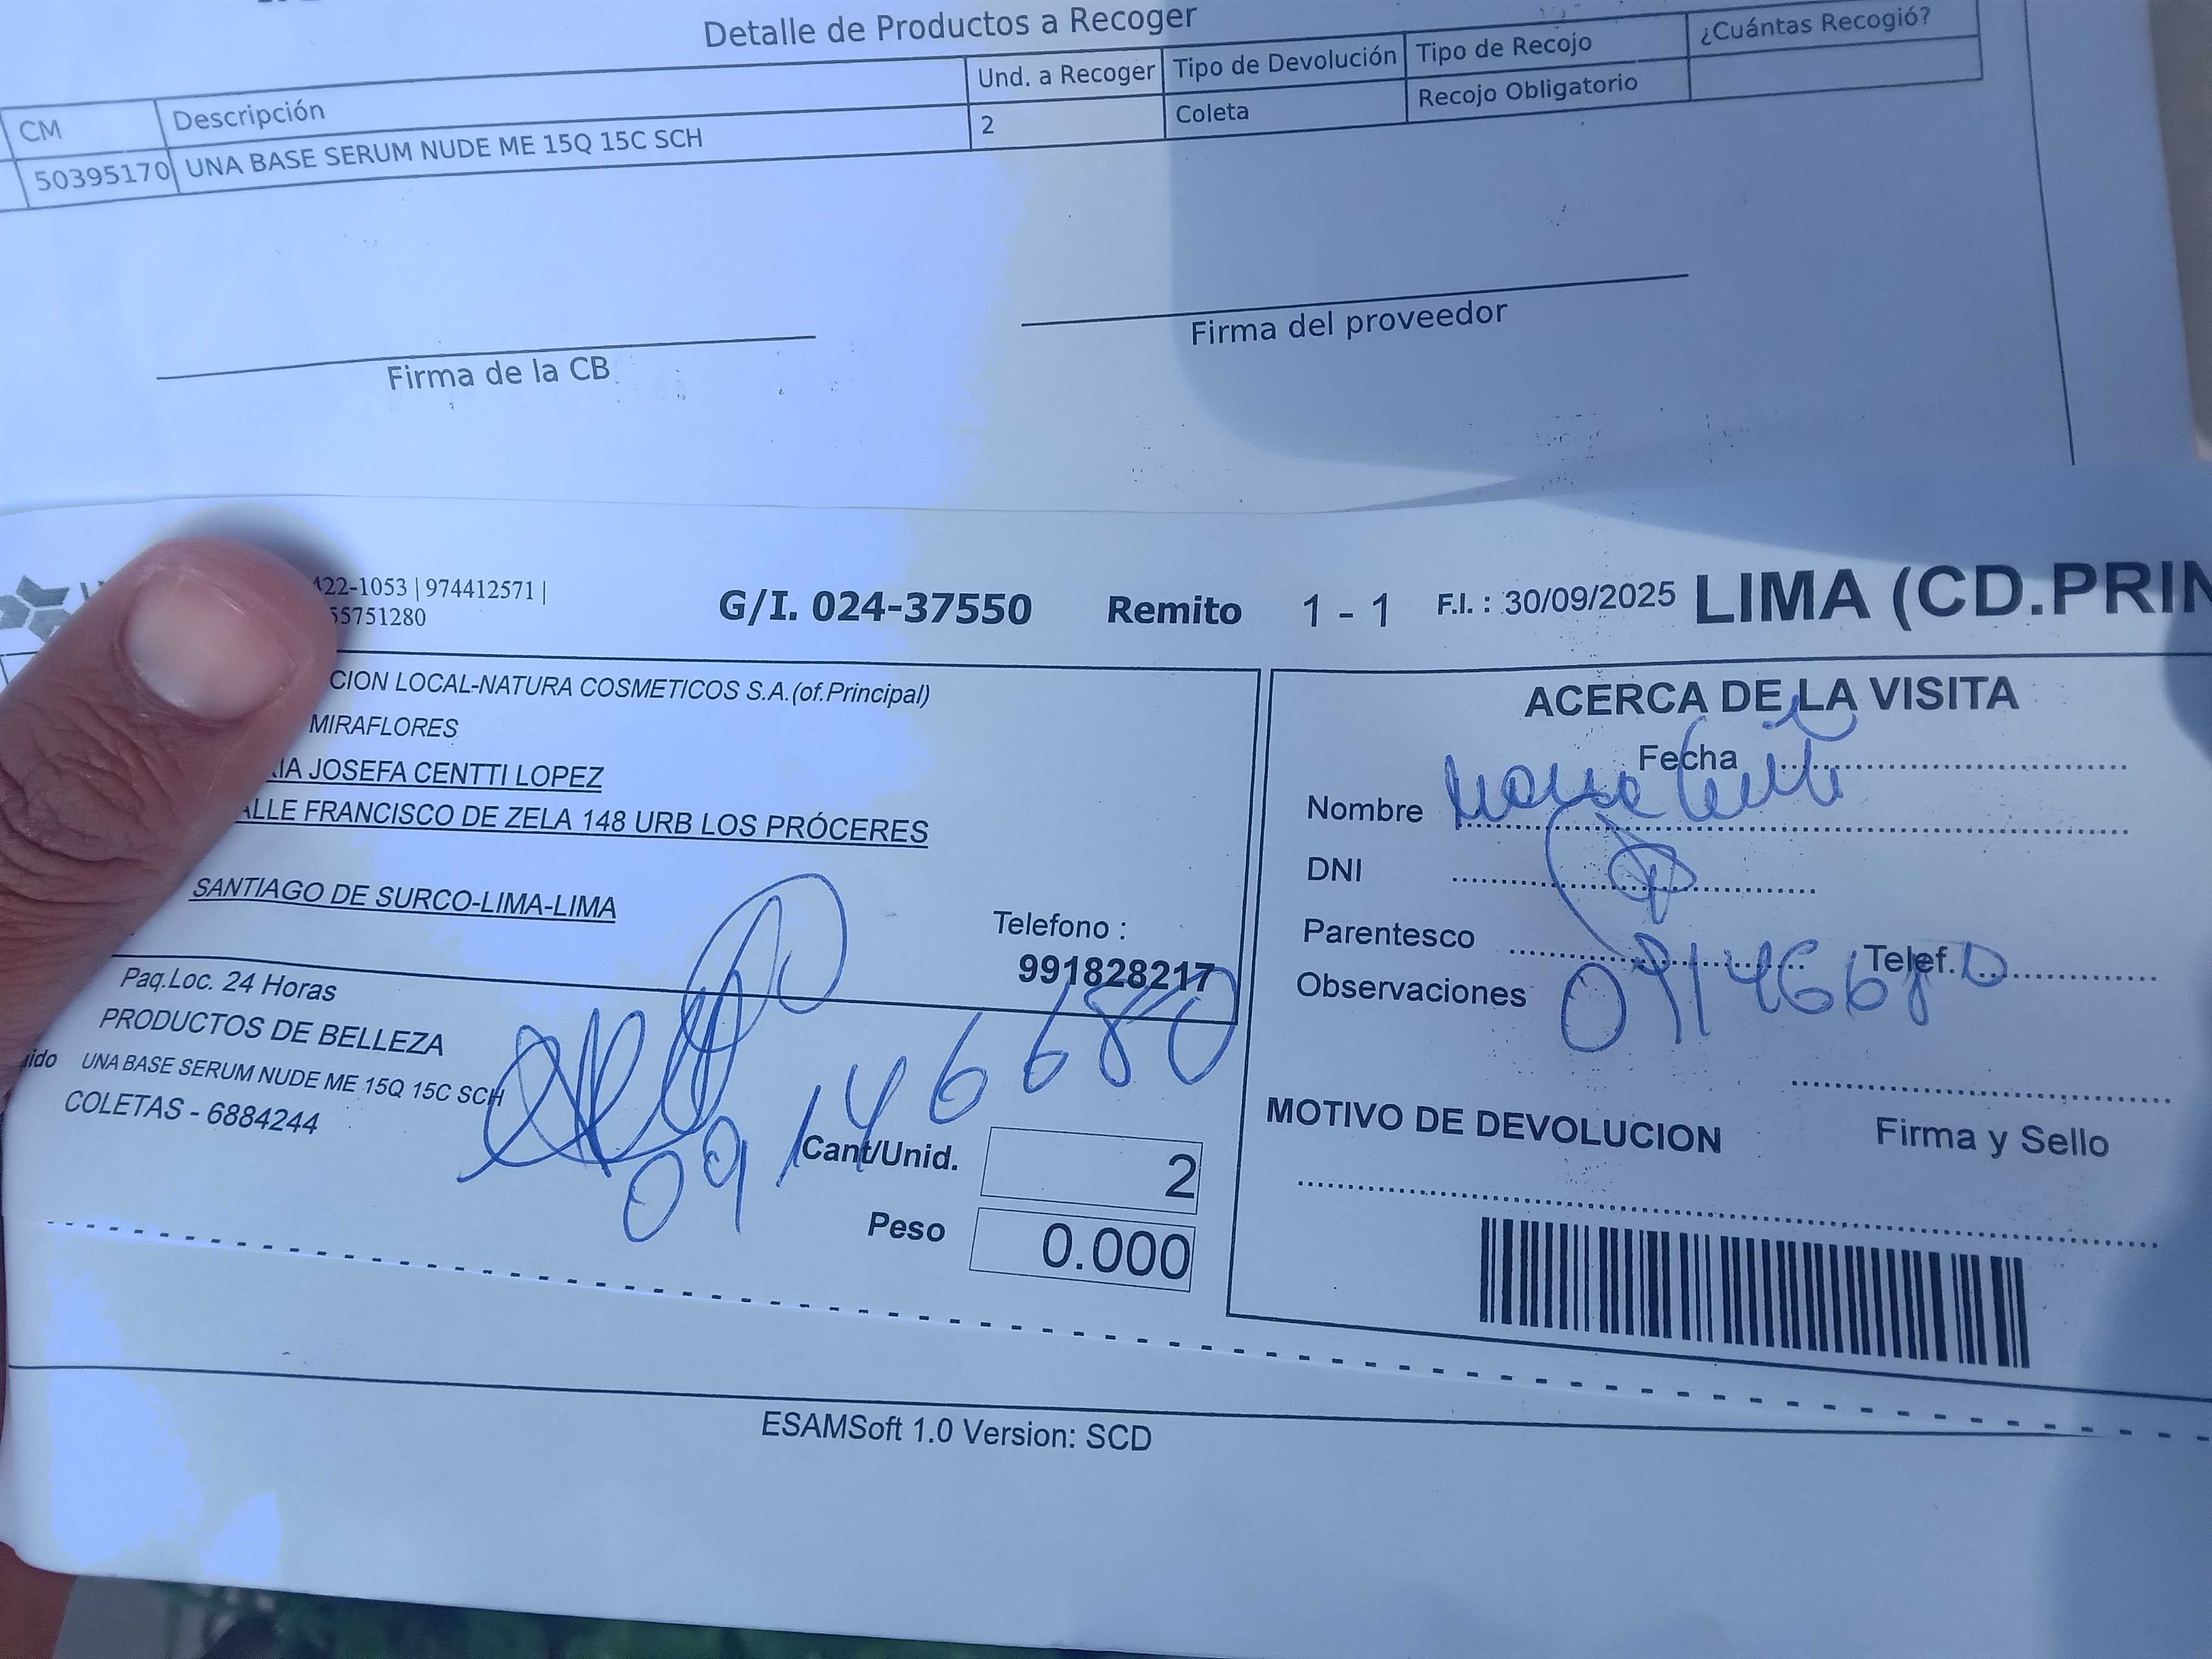 Detalle de Productos a Recoger
CM Descripción Und. a Recoger Tipo de Devolución Tipo de Recojo ¿Cuántas Recogió?
50395170 UNA BASE SERUM NUDE ME 15Q 15C SCH 2 Coleta Recojo Obligatorio
Firma de la CB Firma del proveedor
422-1053 | 974412571 |
55751280
G/I. 024-37550 Remito 1 - 1 F.I. : 30/09/2025 LIMA (CD.PRIN
CION LOCAL-NATURA COSMETICOS S.A.(of.Principal)
MIRAFLORES
IA JOSEFA CENTTI LOPEZ
ALLE FRANCISCO DE ZELA 148 URB LOS PRÓCERES
SANTIAGO DE SURCO-LIMA-LIMA
Telefono :
991828217
Paq.Loc. 24 Horas
PRODUCTOS DE BELLEZA
ido UNA BASE SERUM NUDE ME 15Q 15C SCH
COLETAS - 6884244
09146680
Cant/Unid. 2
Peso 0.000
ACERCA DE LA VISITA
Fecha
Nombre
DNI
Parentesco Telef.
Observaciones 09146680
MOTIVO DE DEVOLUCION Firma y Sello
ESAMSoft 1.0 Version: SCD